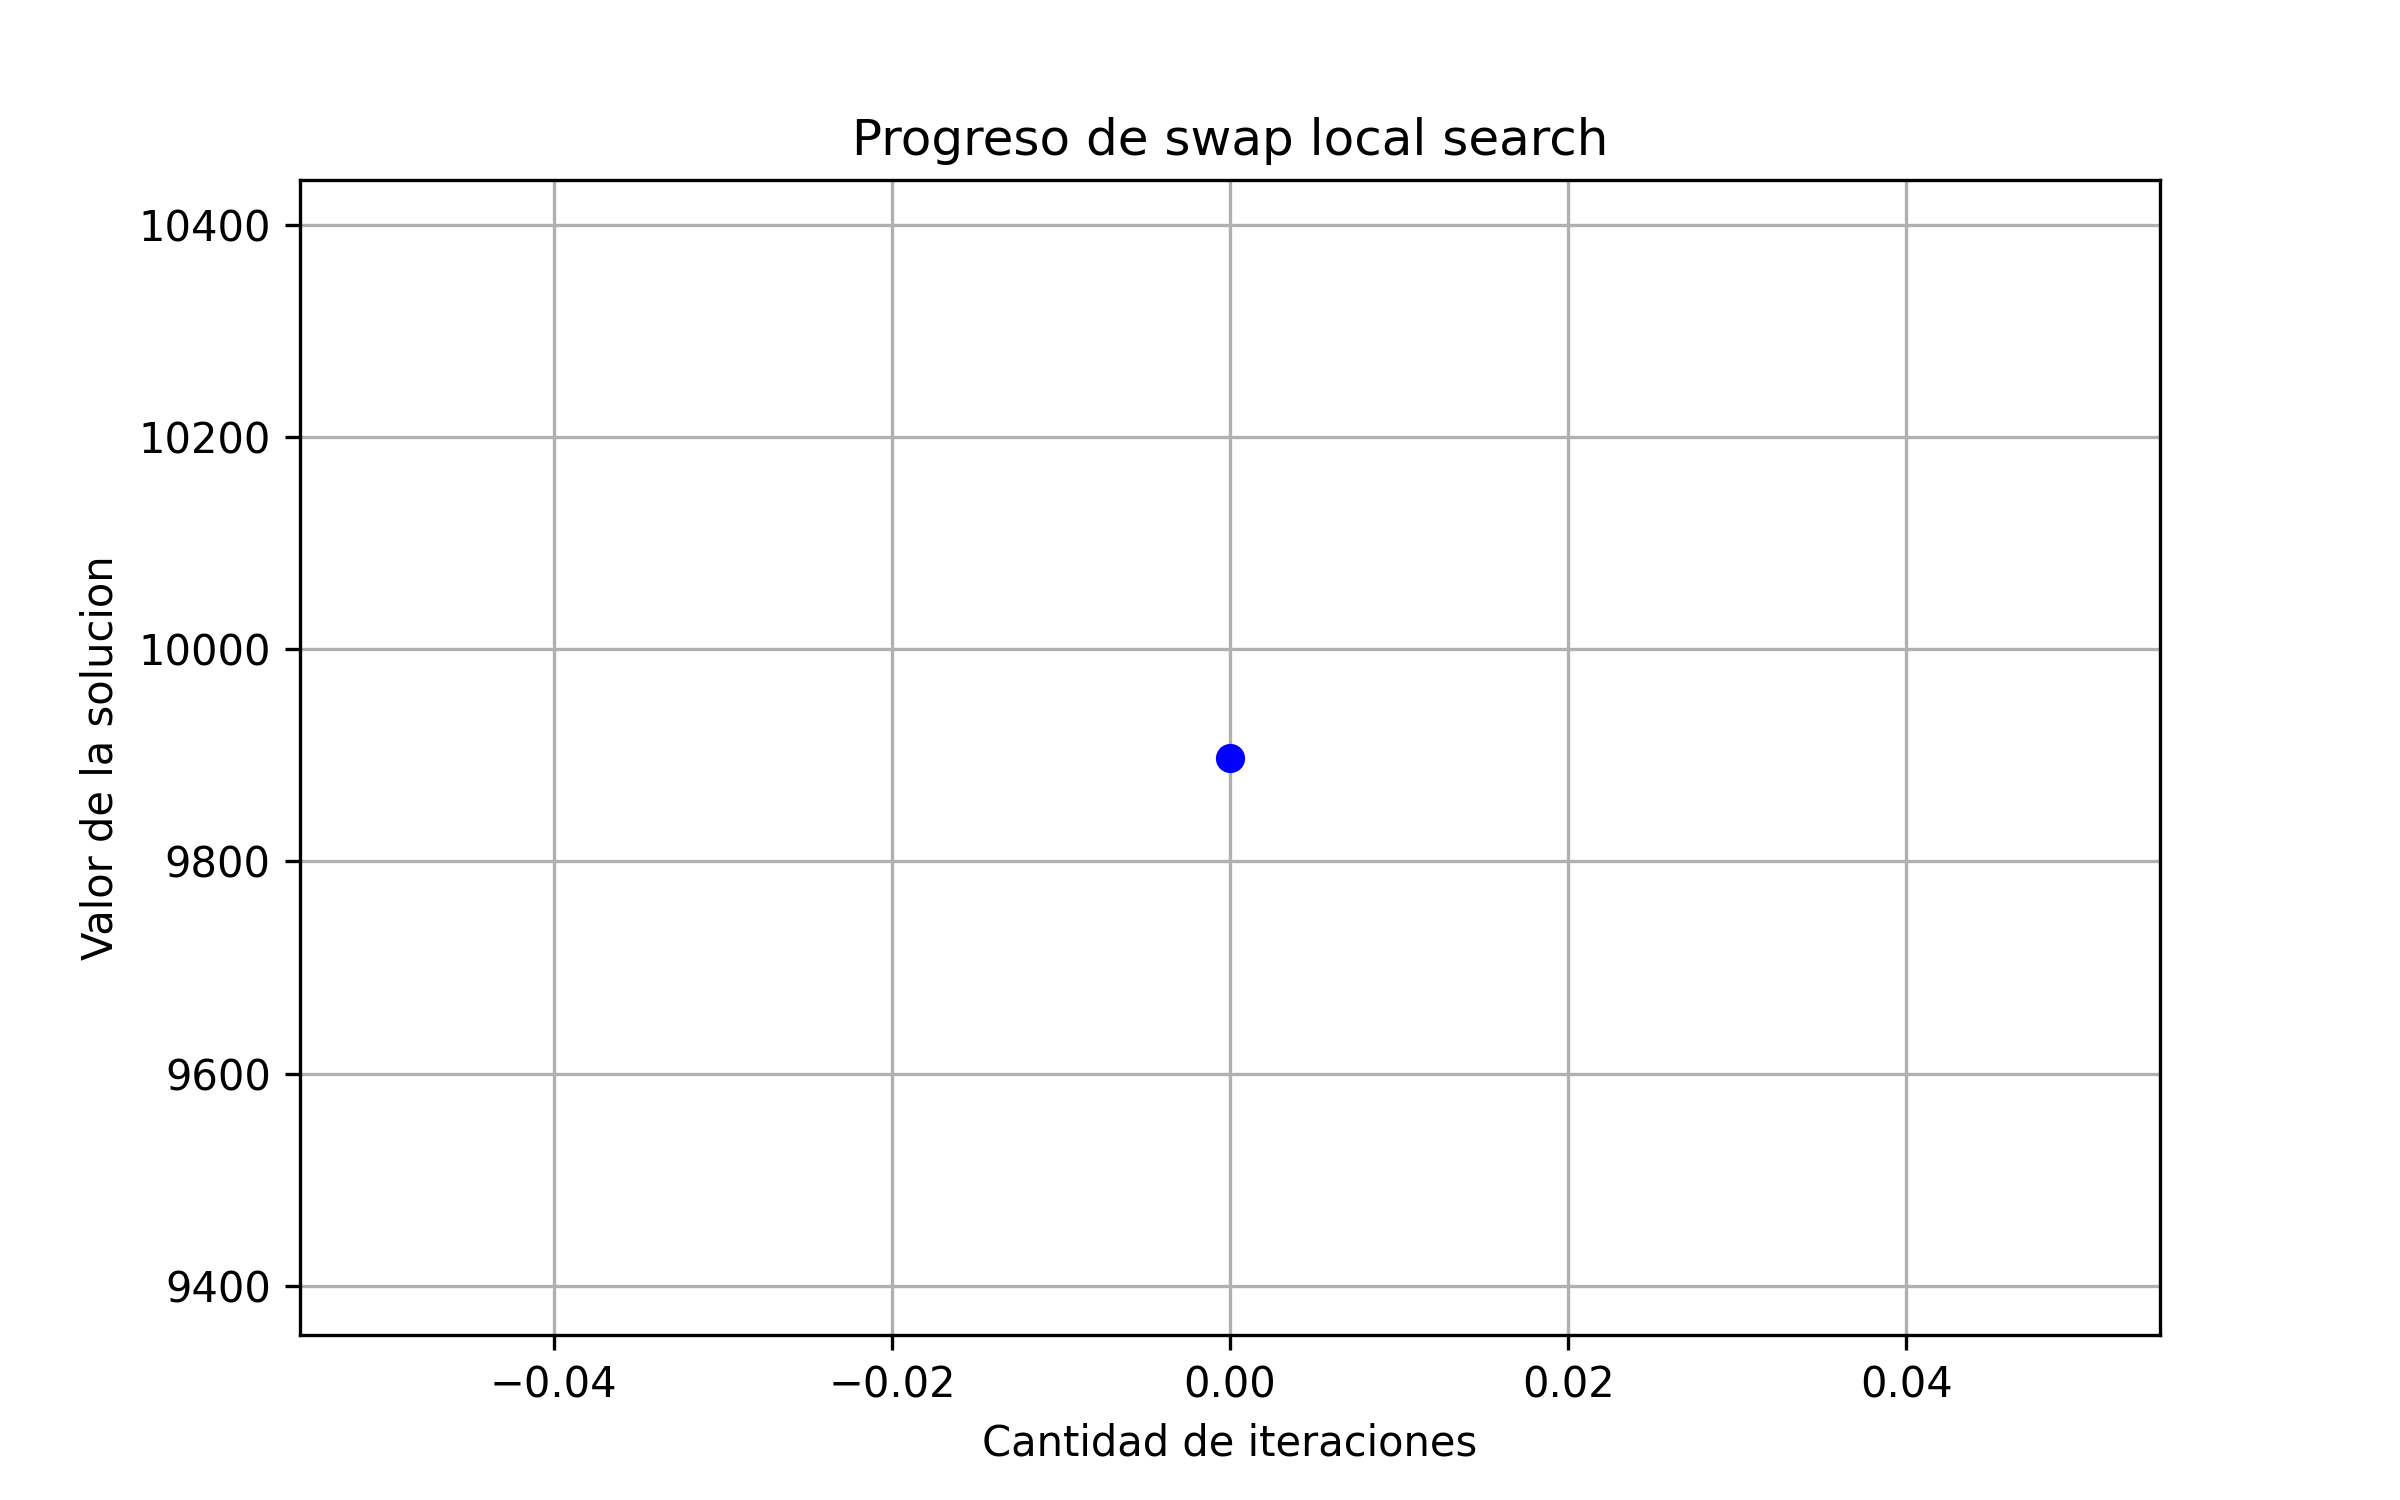 Progreso de swap local search
10400
10200
10000
9800
9600
9400
Valor de la solucion
−0.04 −0.02 0.00 0.02 0.04
Cantidad de iteraciones